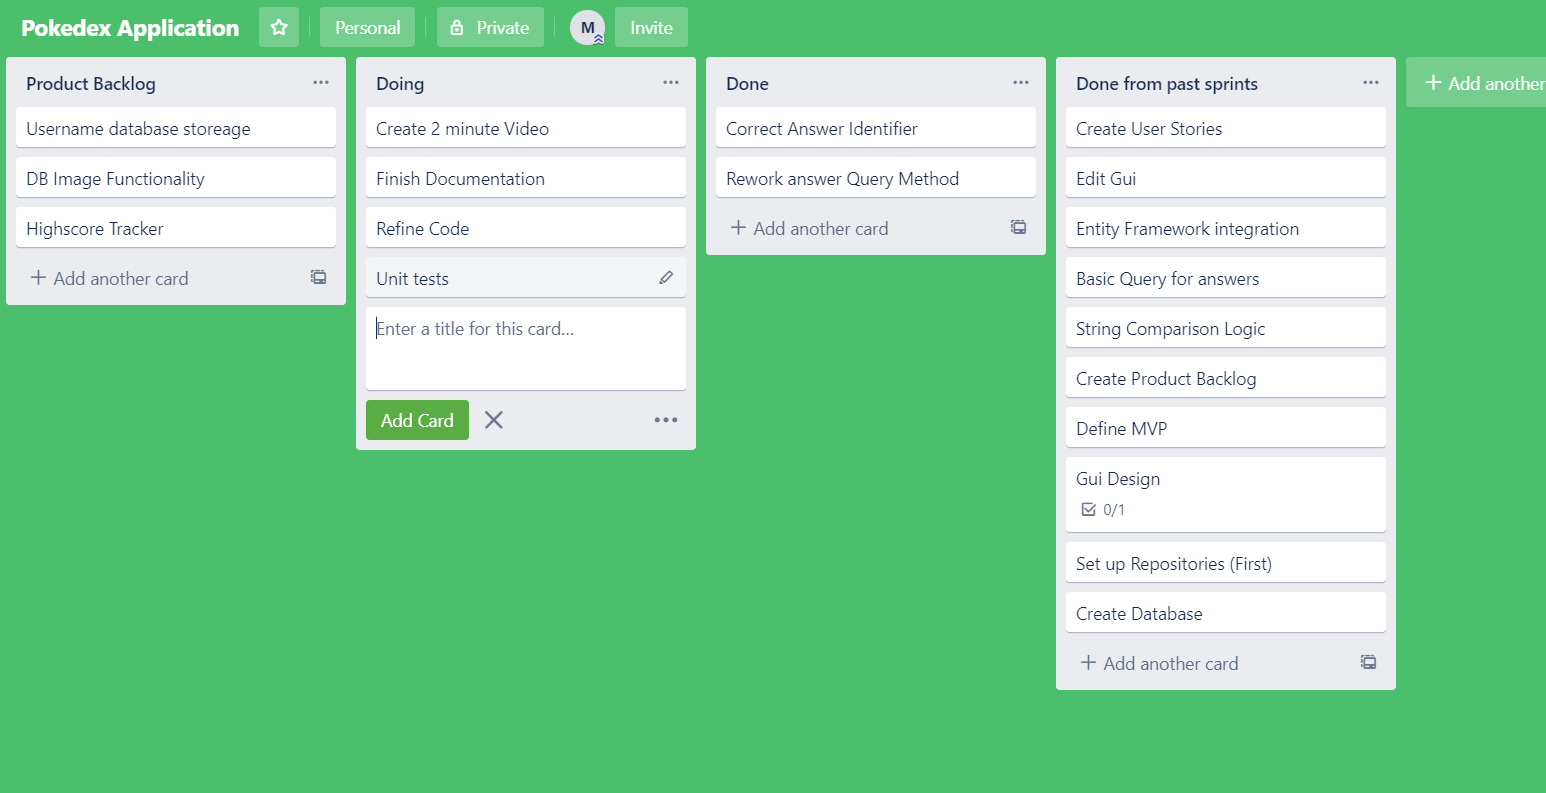 Pokedex Application
Personal
Private
M
Invite
Product Backlog
Username database storeage
DB Image Functionality
Highscore Tracker
Add another card
Doing
Create 2 minute Video
Finish Documentation
Refine Code
Unit tests
Enter a title for this card...
Add Card
Done
Correct Answer Identifier
Rework answer Query Method
Add another card
Done from past sprints
Create User Stories
Edit Gui
Entity Framework integration
Basic Query for answers
String Comparison Logic
Create Product Backlog
Define MVP
Gui Design
0/1
Set up Repositories (First)
Create Database
Add another card
Add another